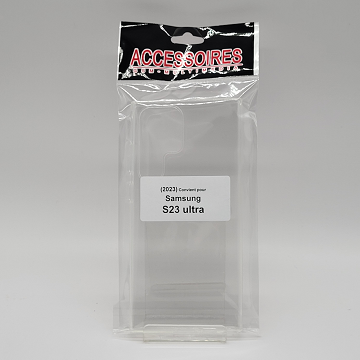 ACCESSOIRES
(2023) Convient pour
Samsung
S23 ultra